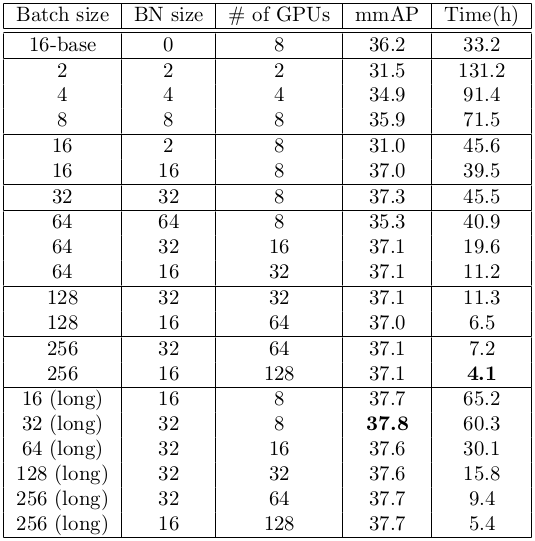 Batch size BN size # of GPUs mmAP Time(h)
16-base 0 8 36.2 33.2
2 2 2 31.5 131.2
4 4 4 34.9 91.4
8 8 8 35.9 71.5
16 2 8 31.0 45.6
16 16 8 37.0 39.5
32 32 8 37.3 45.5
64 64 8 35.3 40.9
64 32 16 37.1 19.6
64 16 32 37.1 11.2
128 32 32 37.1 11.3
128 16 64 37.0 6.5
256 32 64 37.1 7.2
256 16 128 37.1 4.1
16 (long) 16 8 37.7 65.2
32 (long) 32 8 37.8 60.3
64 (long) 32 16 37.6 30.1
128 (long) 32 32 37.6 15.8
256 (long) 32 64 37.7 9.4
256 (long) 16 128 37.7 5.4